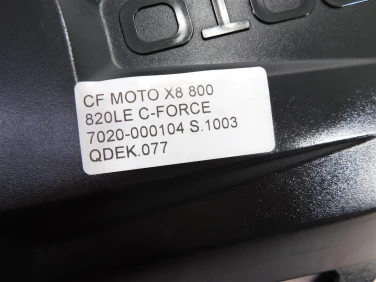 CF MOTO X8 800
820LE C-FORCE
7020-000104 S.1003
QDEK.077